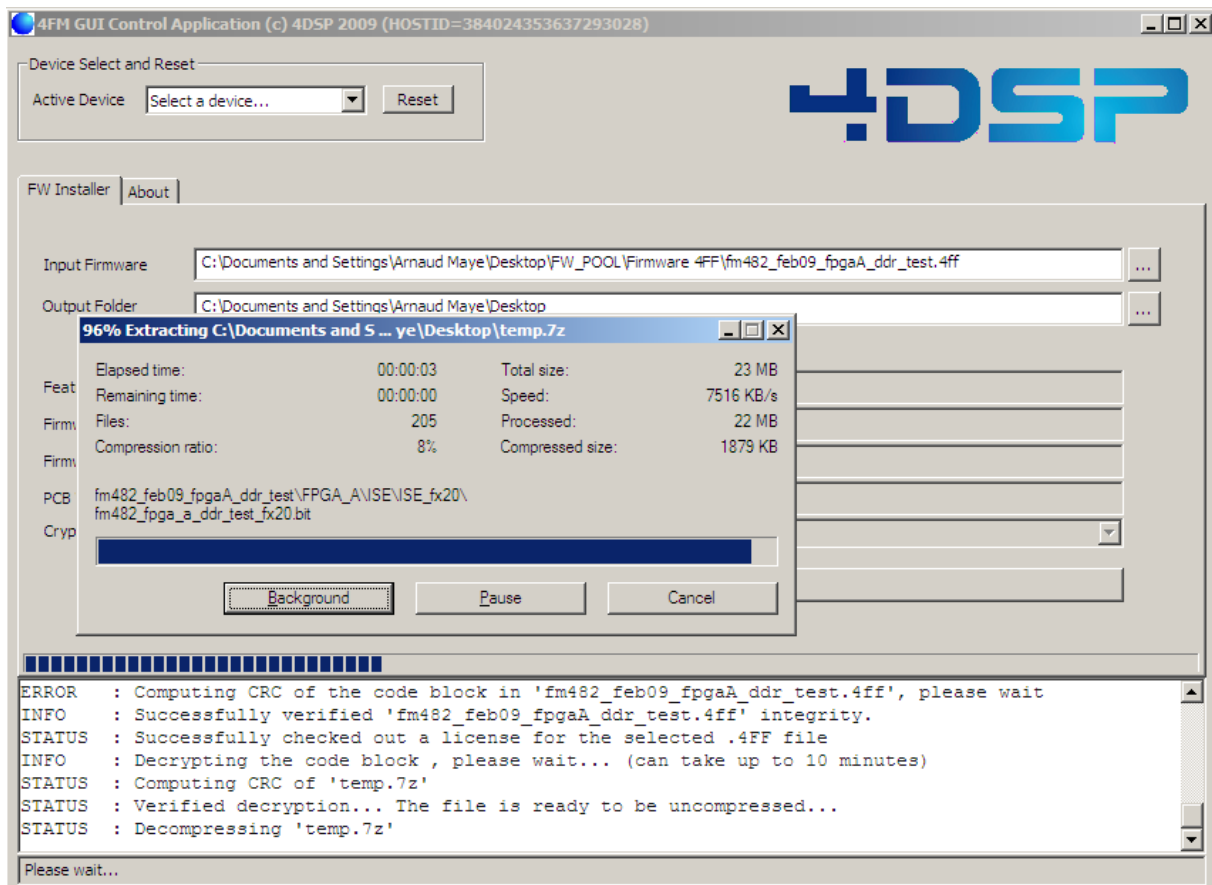 4FM GUI Control Application (c) 4DSP 2009 (HOSTID=384024353637293028)
Device Select and Reset
Active Device Select a device... Reset
4DSP
FW Installer About
Input Firmware C:\Documents and Settings\Arnaud Maye\Desktop\FW_POOL\Firmware 4FF\fm482_feb09_fpgaA_ddr_test.4ff ...
Output Folder C:\Documents and Settings\Arnaud Maye\Desktop ...
96% Extracting C:\Documents and S ... ye\Desktop\temp.7z
Elapsed time: 00:00:03 Total size: 23 MB
Remaining time: 00:00:00 Speed: 7516 KB/s
Files: 205 Processed: 22 MB
Compression ratio: 8% Compressed size: 1879 KB
Feat
Firm
Firm
PCB
Cryp
fm482_feb09_fpgaA_ddr_test\FPGA_A\ISE\ISE_fx20\
fm482_fpga_a_ddr_test_fx20.bit
Background Pause Cancel
ERROR : Computing CRC of the code block in 'fm482_feb09_fpgaA_ddr_test.4ff', please wait
INFO : Successfully verified 'fm482_feb09_fpgaA_ddr_test.4ff' integrity.
STATUS : Successfully checked out a license for the selected .4FF file
INFO : Decrypting the code block , please wait... (can take up to 10 minutes)
STATUS : Computing CRC of 'temp.7z'
STATUS : Verified decryption... The file is ready to be uncompressed...
STATUS : Decompressing 'temp.7z'
Please wait...